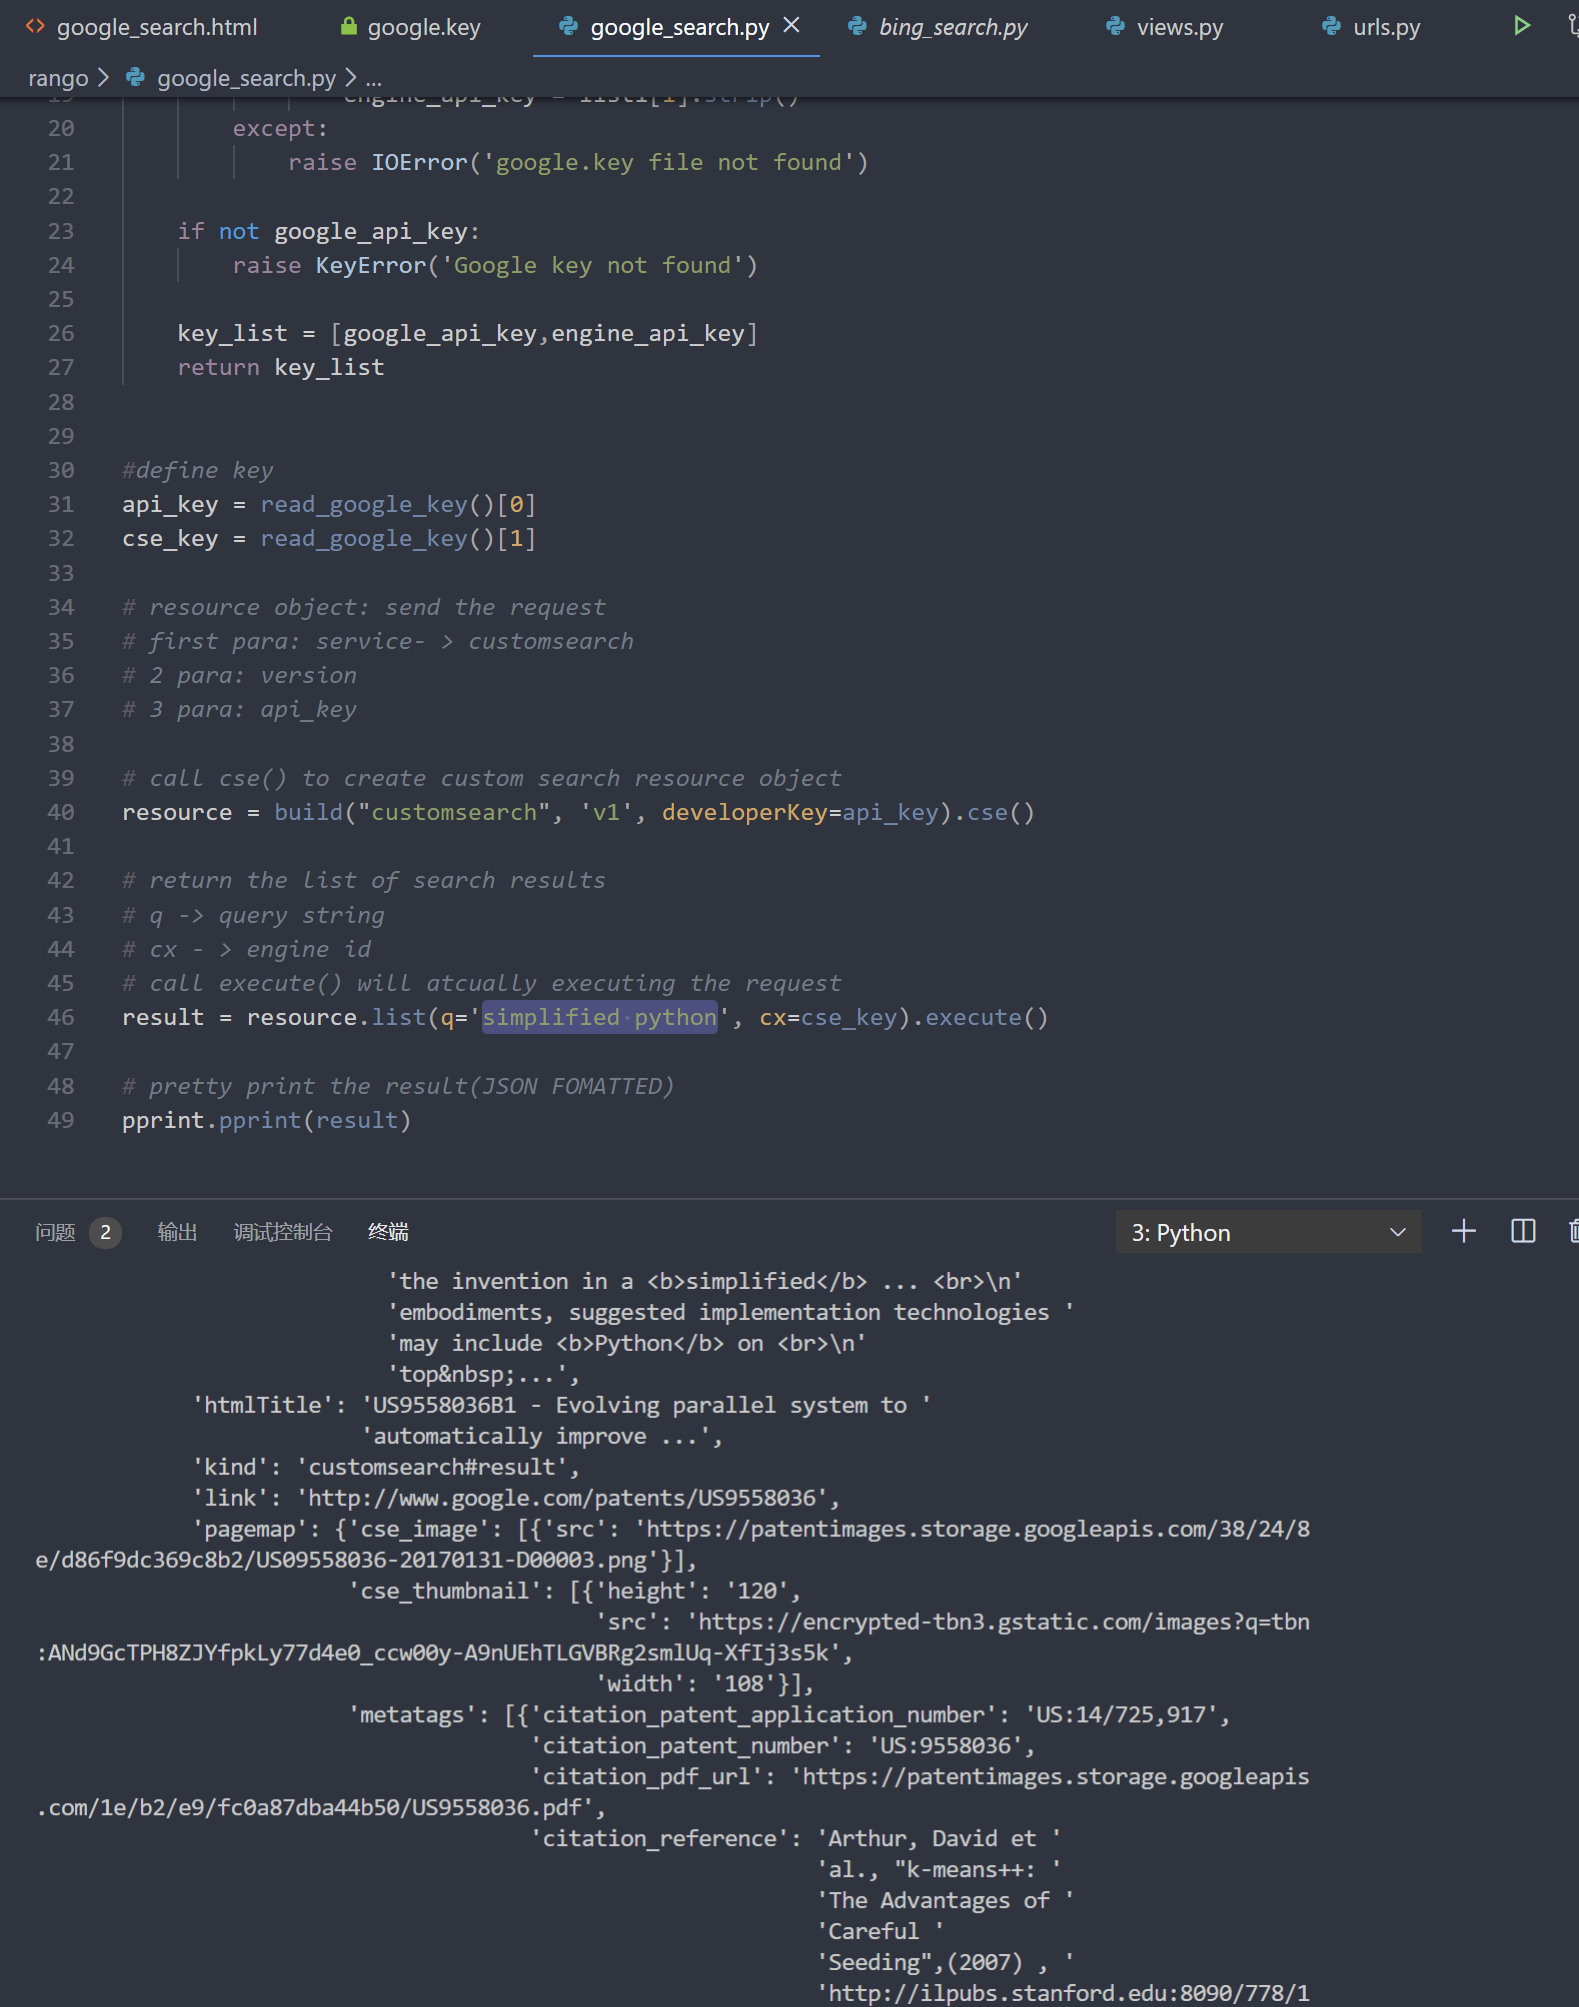 google_search.html google.key google_search.py bing_search.py views.py urls.py
rango > google_search.py > ...
19 engine_api_key = list1[1].strip()
20 except:
21 raise IOError('google.key file not found')
22
23 if not google_api_key:
24 raise KeyError('Google key not found')
25
26 key_list = [google_api_key,engine_api_key]
27 return key_list
28
29
30 #define key
31 api_key = read_google_key()[0]
32 cse_key = read_google_key()[1]
33
34 # resource object: send the request
35 # first para: service- > customsearch
36 # 2 para: version
37 # 3 para: api_key
38
39 # call cse() to create custom search resource object
40 resource = build("customsearch", 'v1', developerKey=api_key).cse()
41
42 # return the list of search results
43 # q -> query string
44 # cx - > engine id
45 # call execute() will atcually executing the request
46 result = resource.list(q='simplified python', cx=cse_key).execute()
47
48 # pretty print the result(JSON FOMATTED)
49 pprint.pprint(result)
问题 2 输出 调试控制台 终端 3: Python
'the invention in a <b>simplified</b> ... <br>\n'
'embodiments, suggested implementation technologies '
'may include <b>Python</b> on <br>\n'
'top&nbsp;...',
'htmlTitle': 'US9558036B1 - Evolving parallel system to '
'automatically improve ...',
'kind': 'customsearch#result',
'link': 'http://www.google.com/patents/US9558036',
'pagemap': {'cse_image': [{'src': 'https://patentimages.storage.googleapis.com/38/24/8
e/d86f9dc369c8b2/US09558036-20170131-D00003.png'}],
'cse_thumbnail': [{'height': '120',
'src': 'https://encrypted-tbn3.gstatic.com/images?q=tbn
:ANd9GcTPH8ZJYfpkLy77d4e0_ccw00y-A9nUEhTLGVBRg2smlUq-XfIj3s5k',
'width': '108'}],
'metatags': [{'citation_patent_application_number': 'US:14/725,917',
'citation_patent_number': 'US:9558036',
'citation_pdf_url': 'https://patentimages.storage.googleapis
.com/1e/b2/e9/fc0a87dba44b50/US9558036.pdf',
'citation_reference': 'Arthur, David et '
'al., "k-means++: '
'The Advantages of '
'Careful '
'Seeding",(2007) , '
'http://ilpubs.stanford.edu:8090/778/1